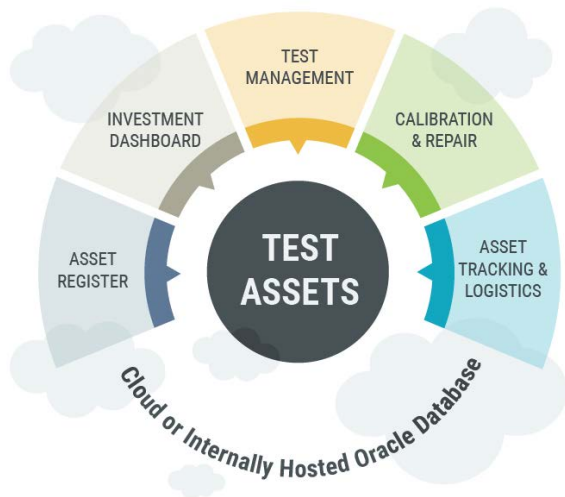 TEST
MANAGEMENT
INVESTMENT
DASHBOARD
CALIBRATION
& REPAIR
ASSET
REGISTER
TEST
ASSETS
ASSET
TRACKING &
LOGISTICS
Cloud or Internally Hosted Oracle Database